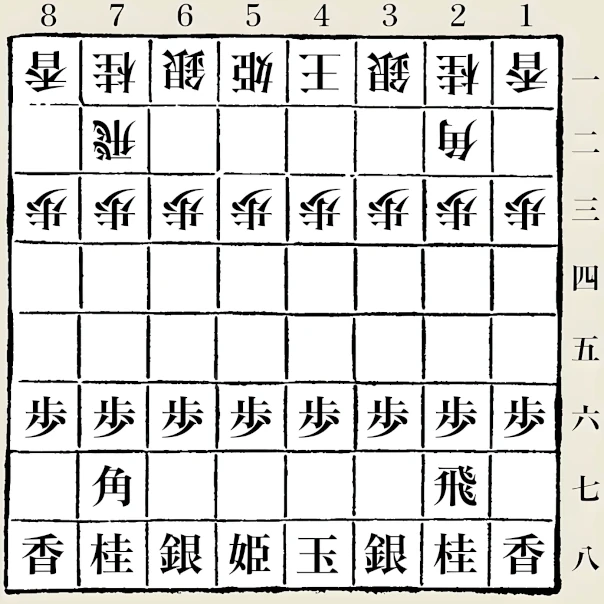 8 7 6 5 4 3 2 1
香 桂 銀 姫 王 銀 桂 香 一
飛 角 二
歩 歩 歩 歩 歩 歩 歩 歩 三
四
五
歩 歩 歩 歩 歩 歩 歩 歩 六
角 飛 七
香 桂 銀 姫 玉 銀 桂 香 八